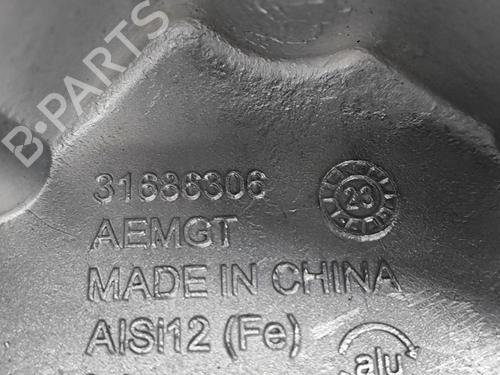 B-PARTS
31686306
23
AEMGT
MADE IN CHINA
AlSi12 (Fe)
alu